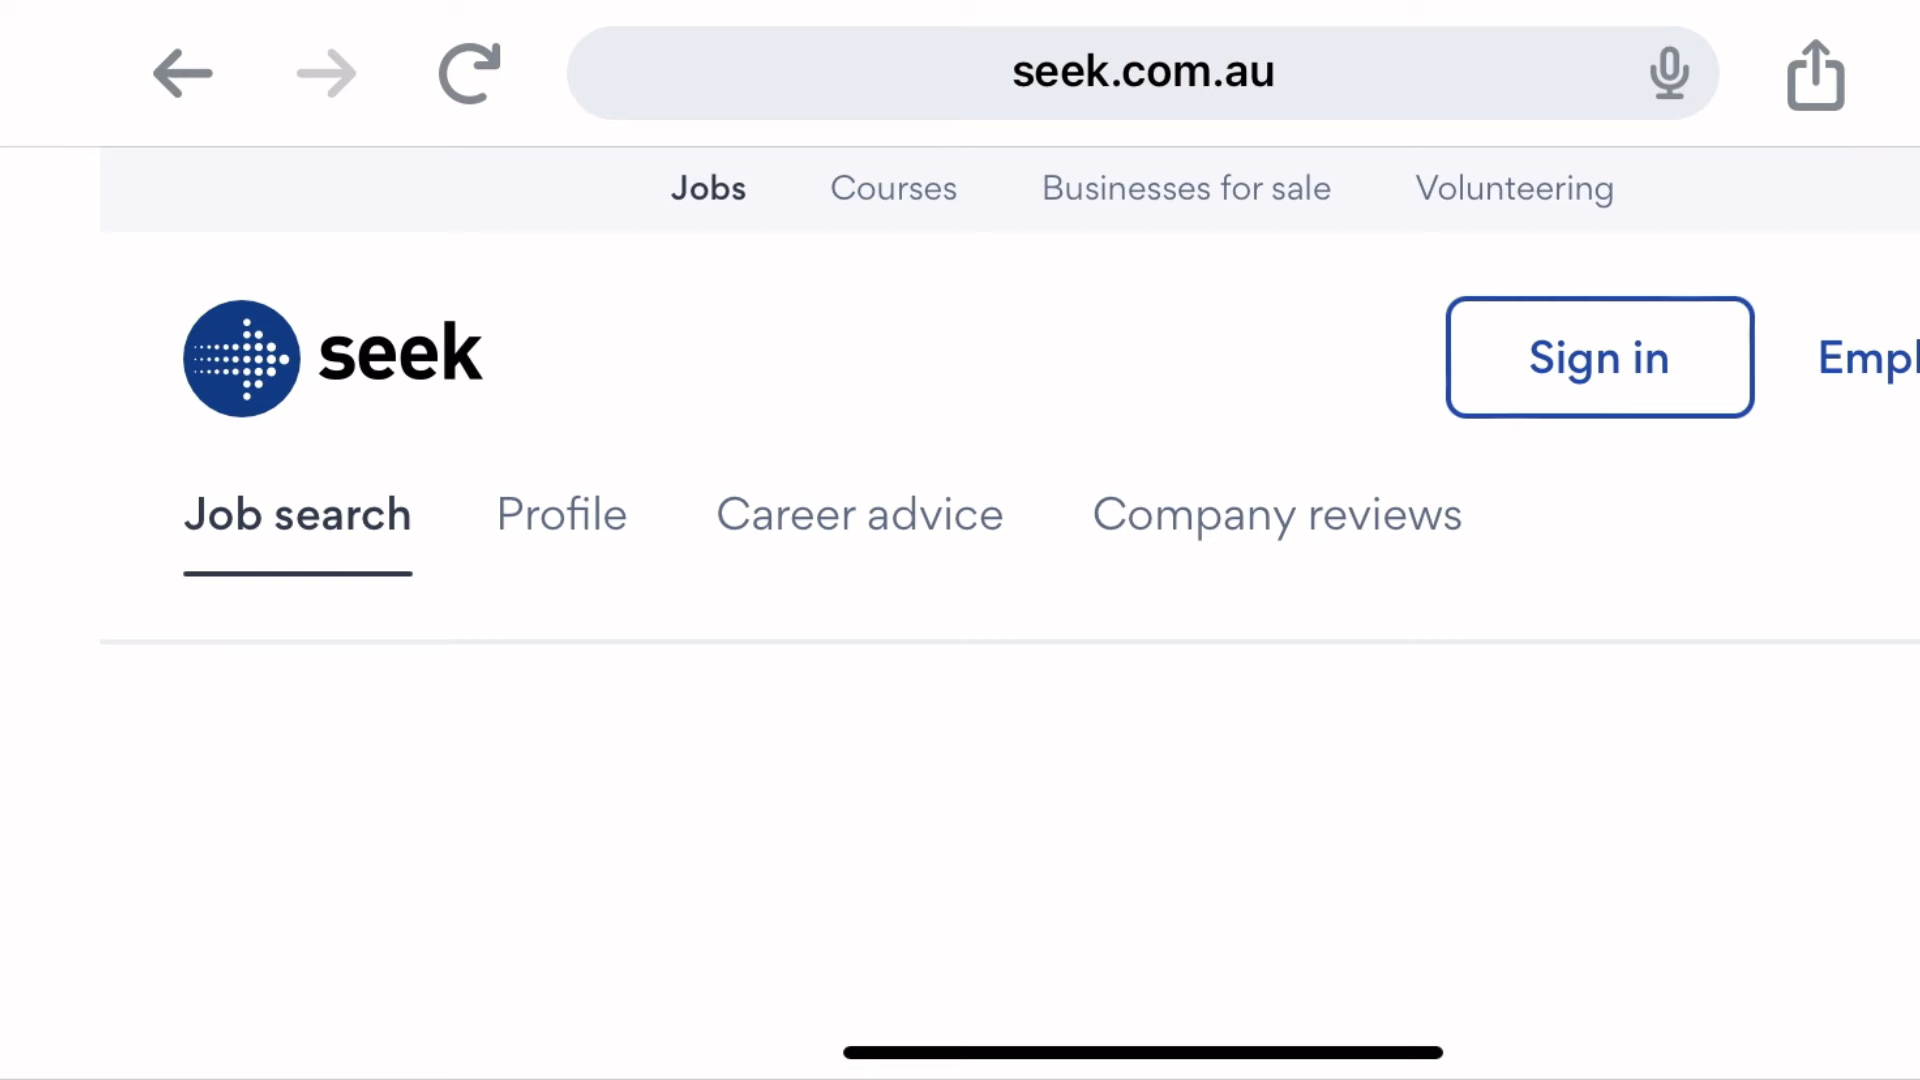 seek.com.au
Jobs Courses Businesses for sale Volunteering
seek
Sign in Empl
Job search Profile Career advice Company reviews